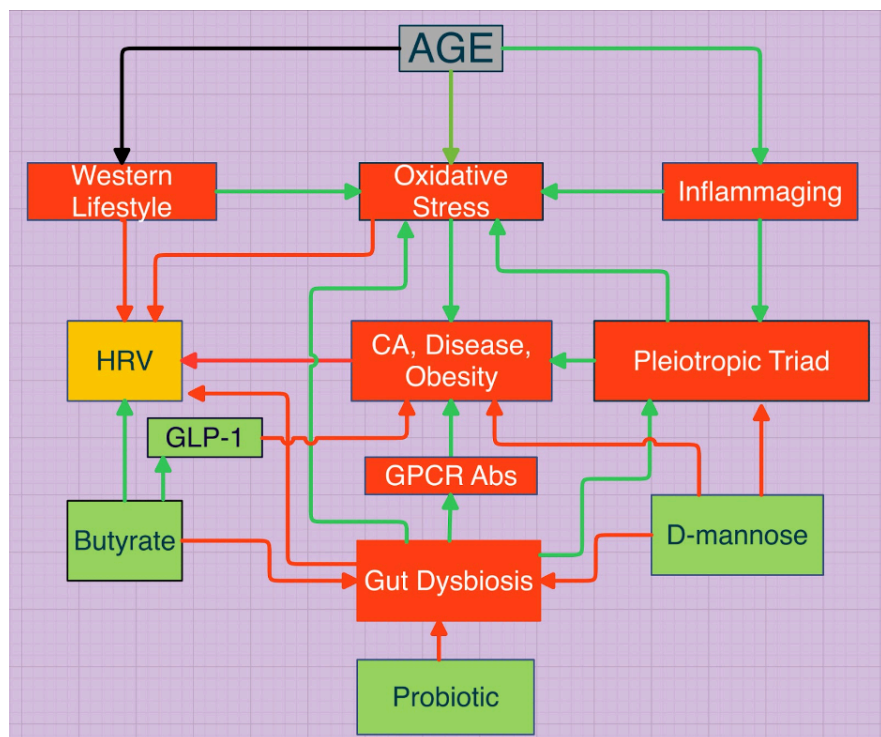 AGE
Western
Lifestyle
Oxidative
Stress
Inflammaging
HRV
CA, Disease,
Obesity
Pleiotropic Triad
GLP-1
GPCR Abs
Butyrate
D-mannose
Gut Dysbiosis
Probiotic